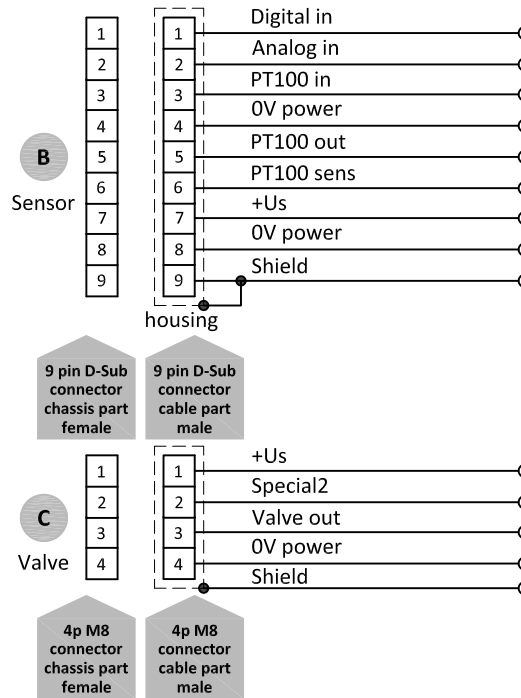 1 1 Digital in
2 2 Analog in
3 3 PT100 in
4 4 0V power
B 5 5 PT100 out
6 6 PT100 sens
Sensor 7 7 +Us
8 8 0V power
9 9 Shield
housing
9 pin D-Sub
connector
chassis part
female
9 pin D-Sub
connector
cable part
male
1 1 +Us
2 2 Special2
C 3 3 Valve out
Valve 4 4 0V power
Shield
4p M8
connector
chassis part
female
4p M8
connector
cable part
male